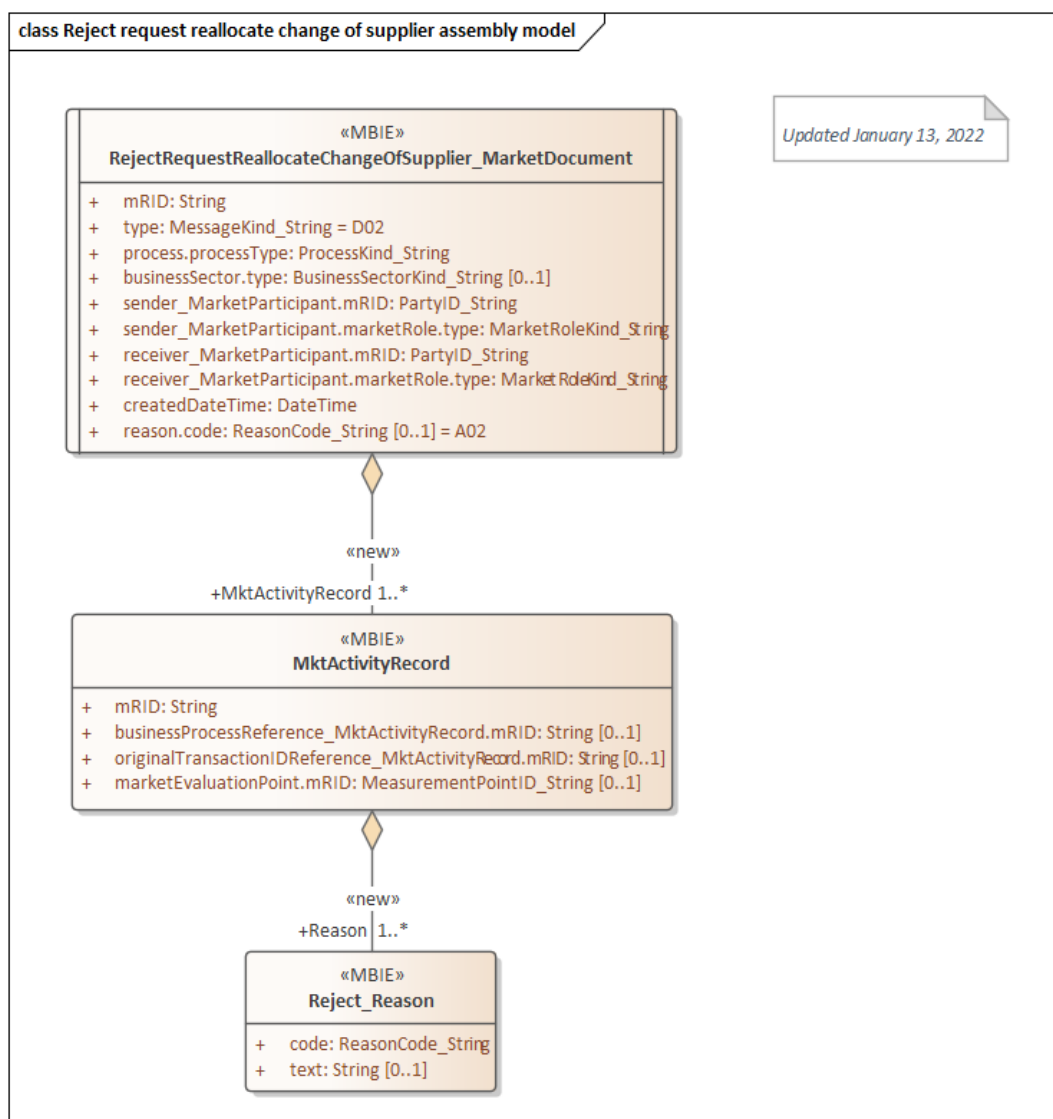 class Reject request reallocate change of supplier assembly model
Updated January 13, 2022
«MBIE»
RejectRequestReallocateChangeOfSupplier_MarketDocument
+ mRID: String
+ type: MessageKind_String = D02
+ process.processType: ProcessKind_String
+ businessSector.type: BusinessSectorKind_String [0..1]
+ sender_MarketParticipant.mRID: PartyID_String
+ sender_MarketParticipant.marketRole.type: MarketRoleKind_String
+ receiver_MarketParticipant.mRID: PartyID_String
+ receiver_MarketParticipant.marketRole.type: MarketRoleKind_String
+ createdDateTime: DateTime
+ reason.code: ReasonCode_String [0..1] = A02
«new»
+MktActivityRecord 1..*
«MBIE»
MktActivityRecord
+ mRID: String
+ businessProcessReference_MktActivityRecord.mRID: String [0..1]
+ originalTransactionIDReference_MktActivityRecord.mRID: String [0..1]
+ marketEvaluationPoint.mRID: MeasurementPointID_String [0..1]
«new»
+Reason 1..*
«MBIE»
Reject_Reason
+ code: ReasonCode_String
+ text: String [0..1]